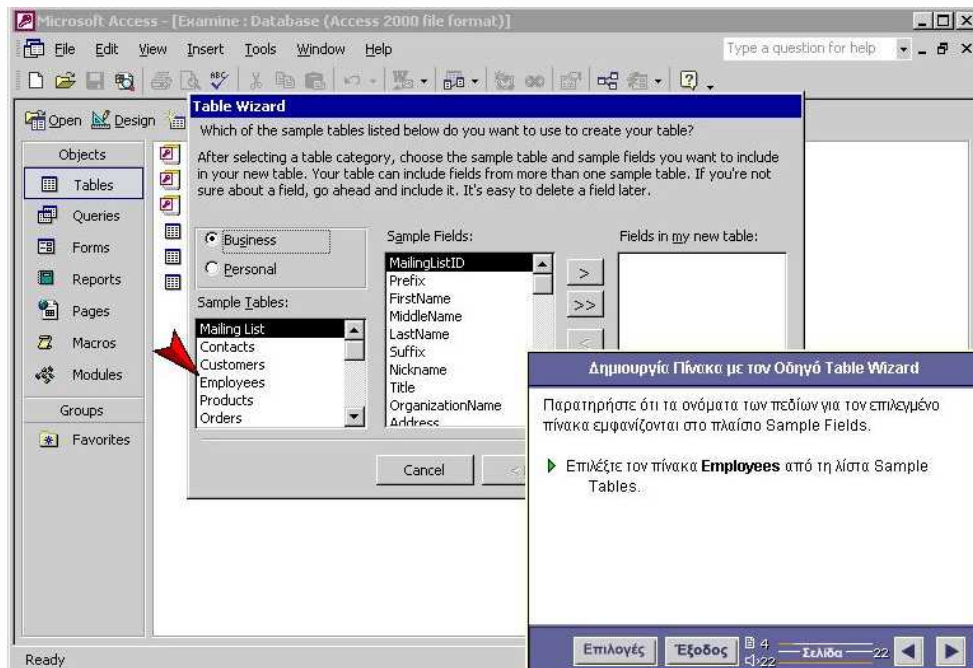 Microsoft Access - [Examine : Database (Access 2000 file format)]
File Edit View Insert Tools Window Help
Type a question for help
Open Design
Objects
Tables
Queries
Forms
Reports
Pages
Macros
Modules
Groups
Favorites
Table Wizard
Which of the sample tables listed below do you want to use to create your table?
After selecting a table category, choose the sample table and sample fields you want to include
in your new table. Your table can include fields from more than one sample table. If you're not
sure about a field, go ahead and include it. It's easy to delete a field later.
Business
Personal
Sample Tables:
Mailing List
Contacts
Customers
Employees
Products
Orders
Sample Fields:
MailingListID
Prefix
FirstName
MiddleName
LastName
Suffix
Nickname
Title
OrganizationName
Address
>
>>
<
Fields in my new table:
Cancel
<
Δημιουργία Πίνακα με τον Οδηγό Table Wizard
Παρατηρήστε ότι τα ονόματα των πεδίων για τον επιλεγμένο
πίνακα εμφανίζονται στο πλαίσιο Sample Fields.
Επιλέξτε τον πίνακα Employees από τη λίστα Sample
Tables.
Επιλογές
Έξοδος
4
22
Σελίδα
22
Ready